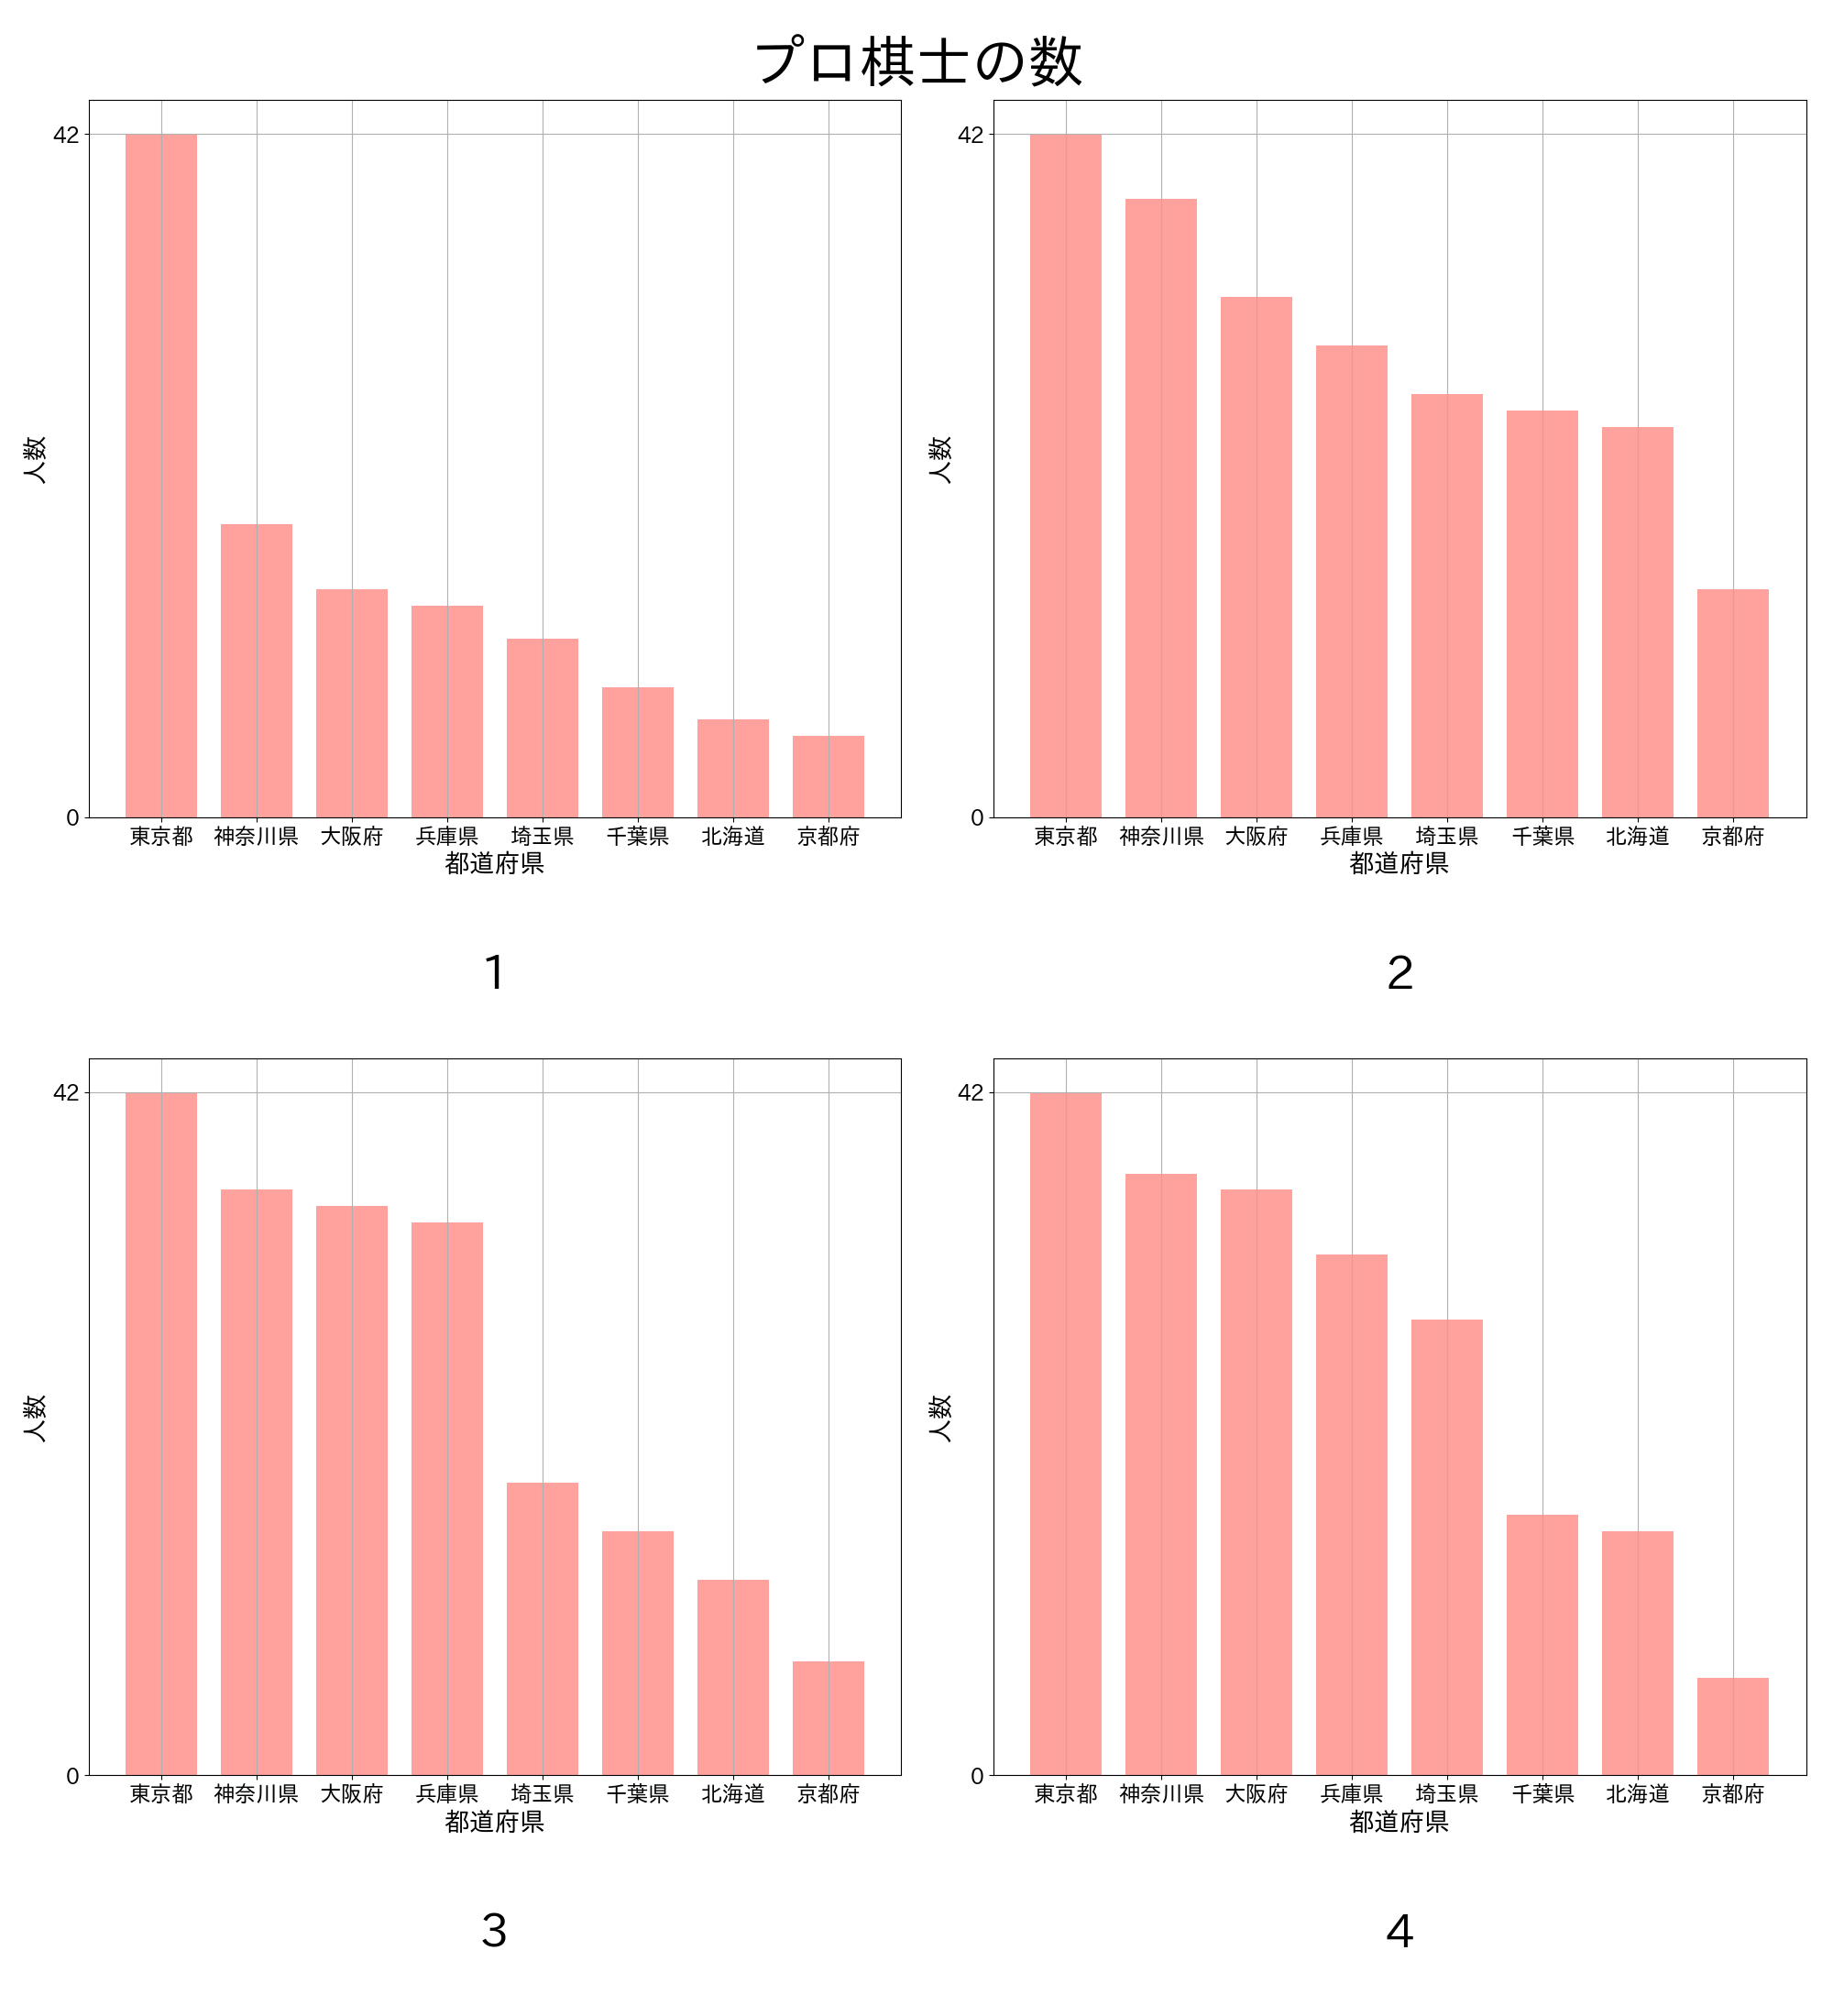 プロ棋士の数
42
0
人数
東京都 神奈川県 大阪府 兵庫県 埼玉県 千葉県 北海道 京都府
都道府県
1
42
0
人数
東京都 神奈川県 大阪府 兵庫県 埼玉県 千葉県 北海道 京都府
都道府県
2
42
0
人数
東京都 神奈川県 大阪府 兵庫県 埼玉県 千葉県 北海道 京都府
都道府県
3
42
0
人数
東京都 神奈川県 大阪府 兵庫県 埼玉県 千葉県 北海道 京都府
都道府県
4